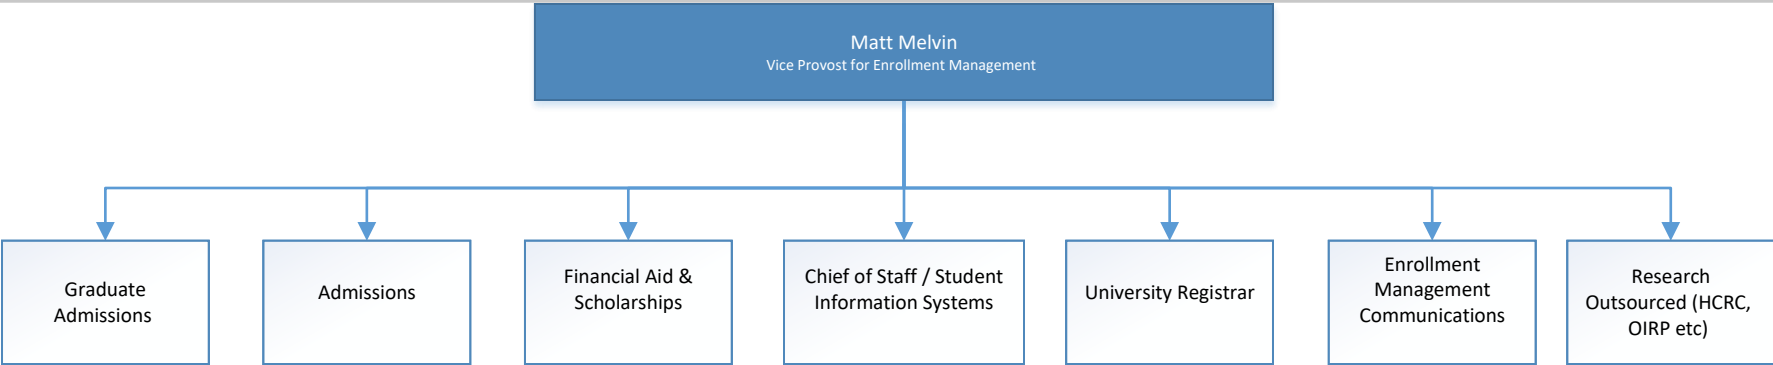 Matt Melvin
Vice Provost for Enrollment Management
Graduate
Admissions
Admissions
Financial Aid &
Scholarships
Chief of Staff / Student
Information Systems
University Registrar
Enrollment
Management
Communications
Research
Outsourced (HCRC,
OIRP etc)